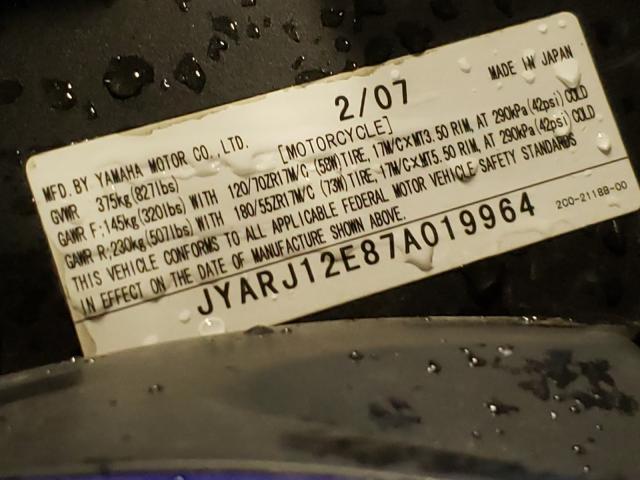 MFD. BY YAMAHA MOTOR CO., LTD. 2/07 MADE IN JAPAN
GVWR 375kg(827lbs) [MOTORCYCLE]
GAWR F:145kg(320lbs) WITH 120/70ZR17M/C (58W)TIRE, 17M/C×MT3.50 RIM, AT 290kPa(42psi) COLD
GAWR R:230kg(507lbs) WITH 180/55ZR17M/C (73W)TIRE, 17M/C×MT5.50 RIM, AT 290kPa(42psi) COLD
THIS VEHICLE CONFORMS TO ALL APPLICABLE FEDERAL MOTOR VEHICLE SAFETY STANDARDS
IN EFFECT ON THE DATE OF MANUFACTURE SHOWN ABOVE.
JYARJ12E87A019964 2C0-2118B-00